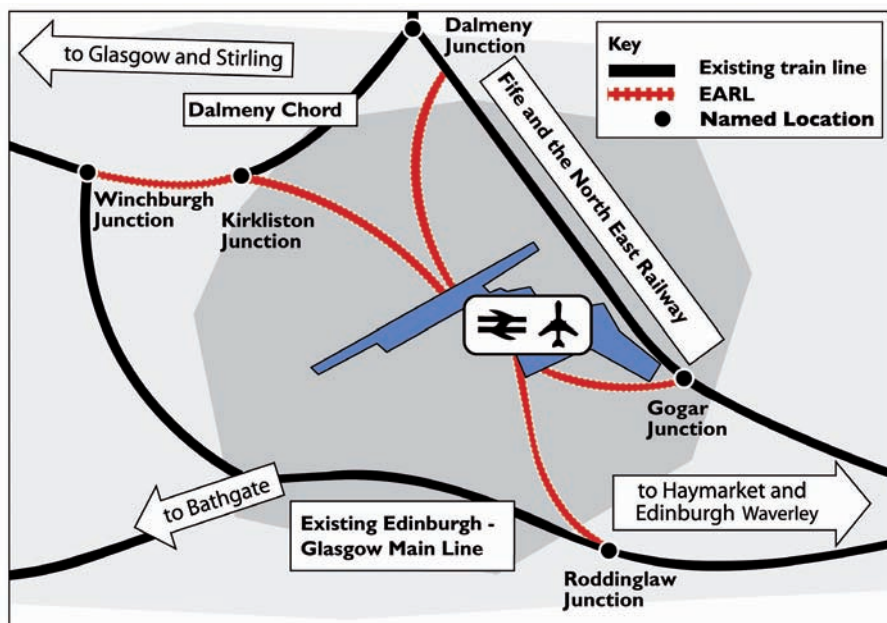 to Glasgow and Stirling
Dalmeny
Junction
Key
Existing train line
EARL
Named Location
Dalmeny Chord
Fife and the North East Railway
Winchburgh
Junction
Kirkliston
Junction
Gogar
Junction
to Bathgate
Existing Edinburgh -
Glasgow Main Line
to Haymarket and
Edinburgh Waverley
Roddinglaw
Junction